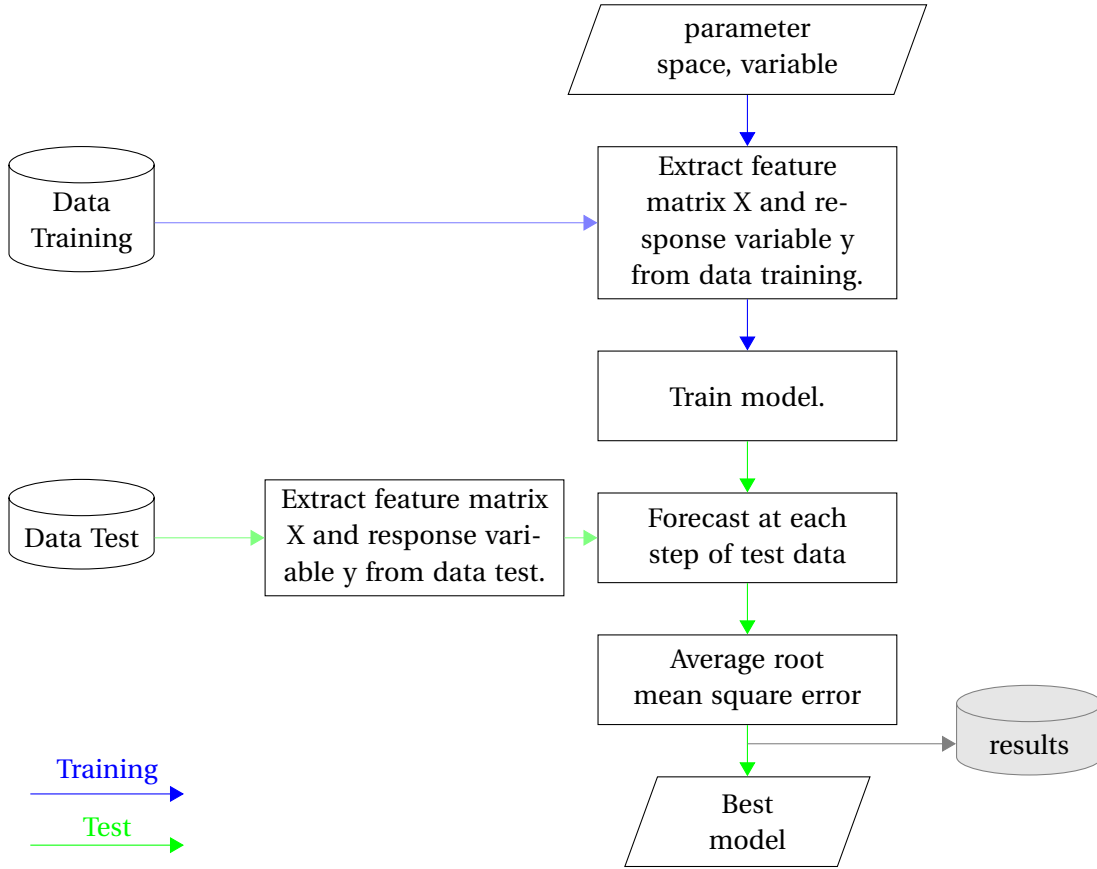 parameter
space, variable
Data
Training
Extract feature
matrix X and re-
sponse variable y
from data training.
Train model.
Data Test
Extract feature matrix
X and response vari-
able y from data test.
Forecast at each
step of test data
Average root
mean square error
results
Training
Test
Best
model